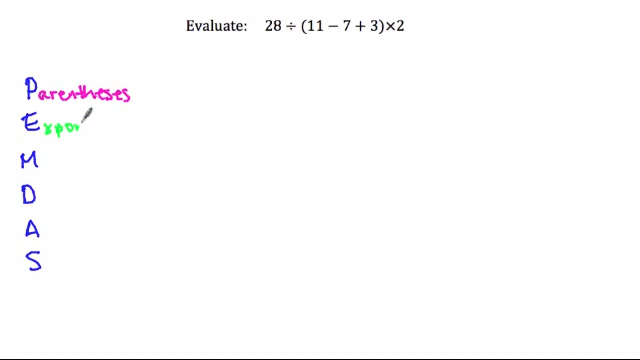 Evaluate: 28 ÷ (11 − 7 + 3)×2
Parentheses
Expon
M
D
A
S